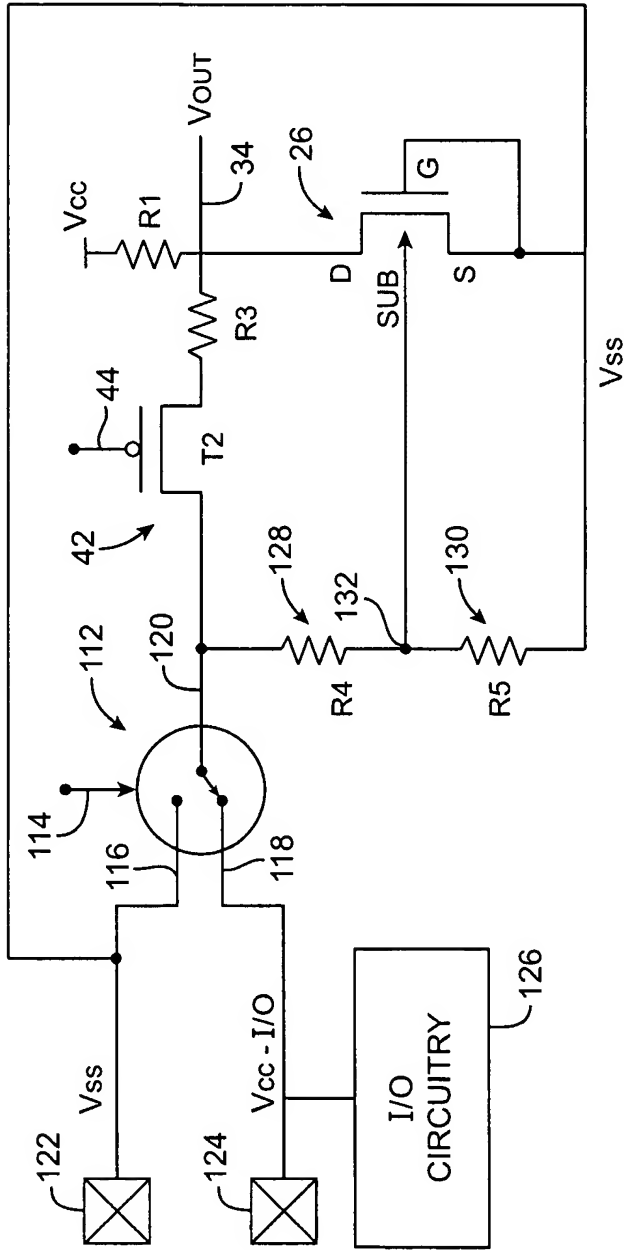 Vcc
R1
VOUT
34
26
G
D
SUB
S
R3
44
T2
42
Vss
120
112
128
132
130
R4
R5
114
116
118
Vss
Vcc - I/O
122
124
I/O
CIRCUITRY
126